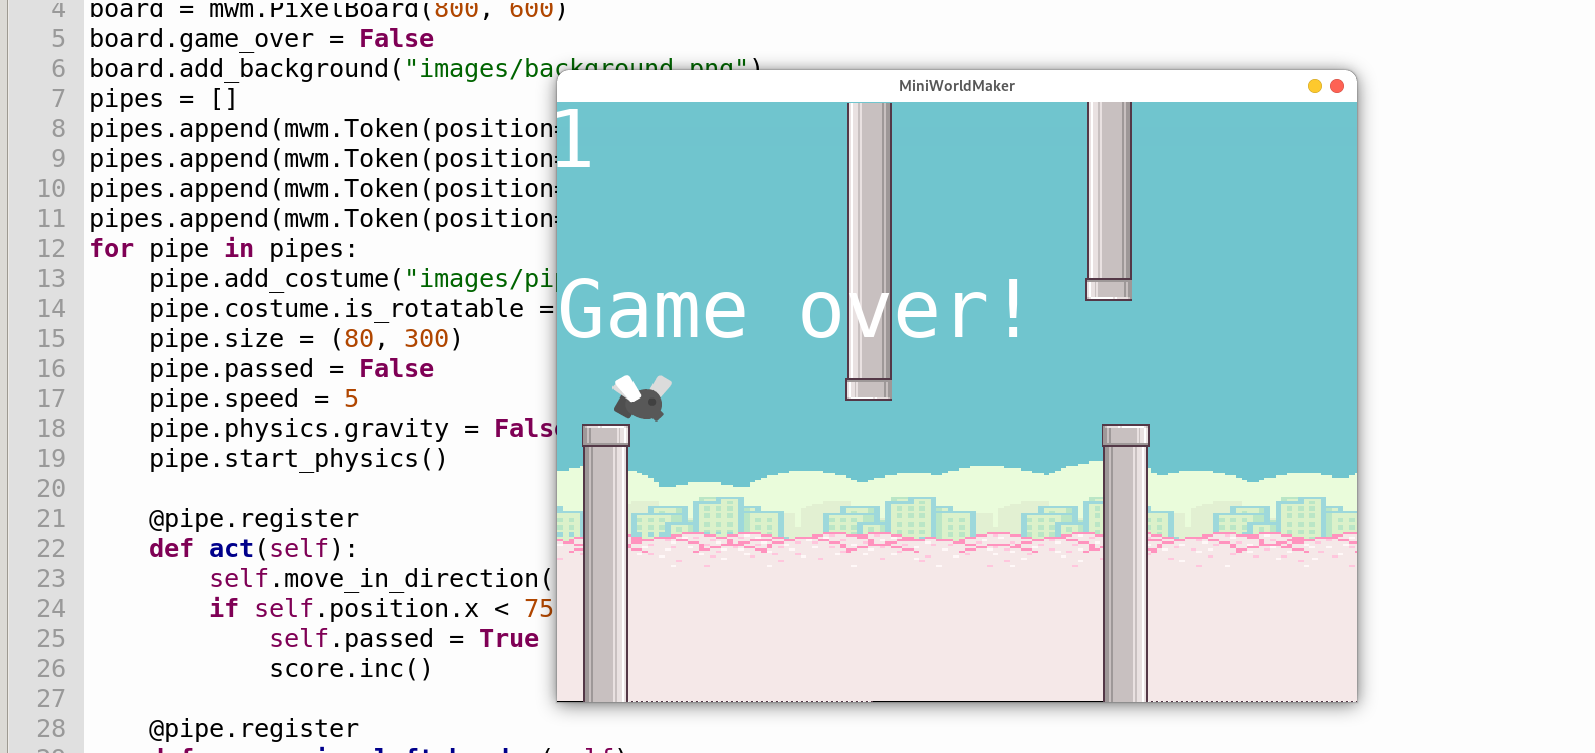 4 board = mwm.PixelBoard(800, 600)
5 board.game_over = False
6 board.add_background("images/background.png")
7 pipes = []
8 pipes.append(mwm.Token(position=
9 pipes.append(mwm.Token(position=
10 pipes.append(mwm.Token(position=
11 pipes.append(mwm.Token(position=
12 for pipe in pipes:
13 pipe.add_costume("images/pip
14 pipe.costume.is_rotatable =
15 pipe.size = (80, 300)
16 pipe.passed = False
17 pipe.speed = 5
18 pipe.physics.gravity = False
19 pipe.start_physics()
20
21 @pipe.register
22 def act(self):
23 self.move_in_direction(
24 if self.position.x < 75
25 self.passed = True
26 score.inc()
27
28 @pipe.register
MiniWorldMaker
1
Game over!